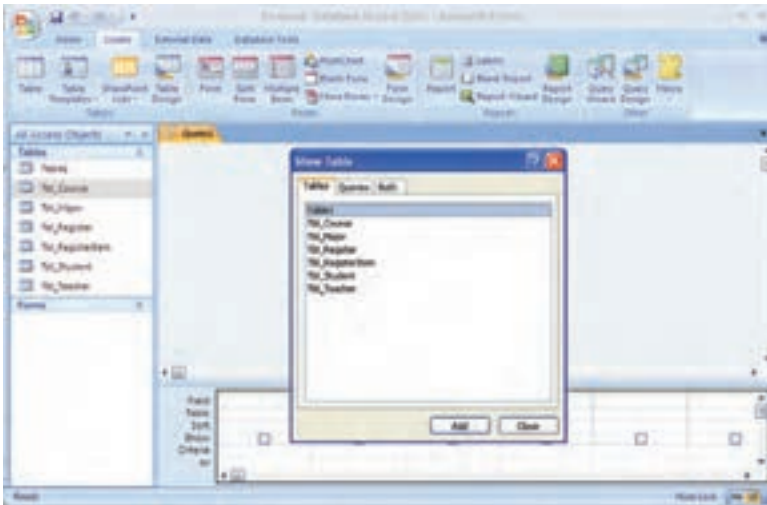 Home Create External Data Database Tools
Table Table Templates SharePoint Lists Table Design Form Split Form Multiple Items PivotChart Blank Form More Forms Form Design Report Labels Blank Report Report Wizard Report Design Query Wizard Query Design Macro
Tables Forms Reports Other
All Access Objects
Tables
Tbl_Course
Tbl_Major
Tbl_Register
Tbl_RegisterItem
Tbl_Student
Tbl_Teacher
Forms
Show Table
Tables Queries Both
Tbl_Course
Tbl_Major
Tbl_Register
Tbl_RegisterItem
Tbl_Student
Tbl_Teacher
Add Close
Field:
Table:
Sort:
Show:
Criteria:
or:
Ready
Num Lock